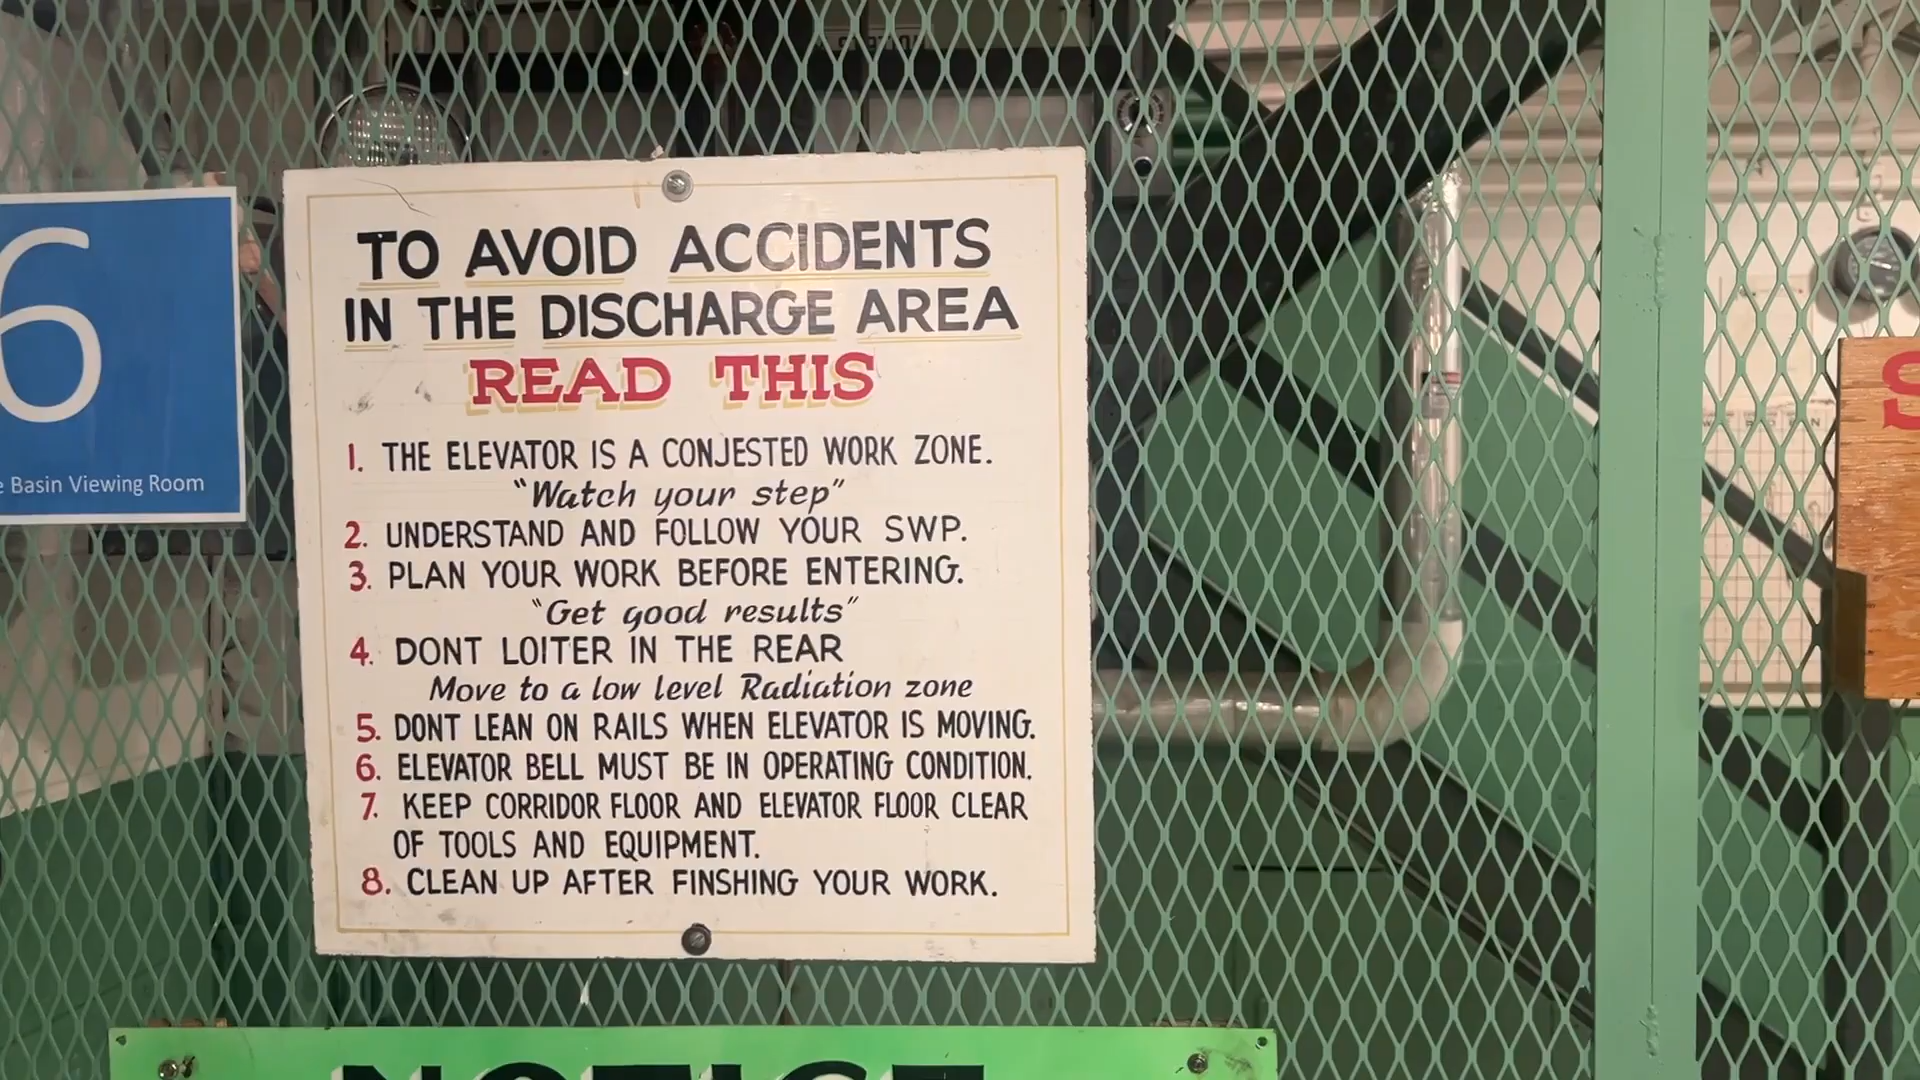 6
Basin Viewing Room
TO AVOID ACCIDENTS
IN THE DISCHARGE AREA
READ THIS
1. THE ELEVATOR IS A CONJESTED WORK ZONE.
"Watch your step"
2. UNDERSTAND AND FOLLOW YOUR SWP.
3. PLAN YOUR WORK BEFORE ENTERING.
"Get good results"
4. DONT LOITER IN THE REAR
Move to a low level Radiation zone
5. DONT LEAN ON RAILS WHEN ELEVATOR IS MOVING.
6. ELEVATOR BELL MUST BE IN OPERATING CONDITION.
7. KEEP CORRIDOR FLOOR AND ELEVATOR FLOOR CLEAR
OF TOOLS AND EQUIPMENT.
8. CLEAN UP AFTER FINSHING YOUR WORK.
NOTICE